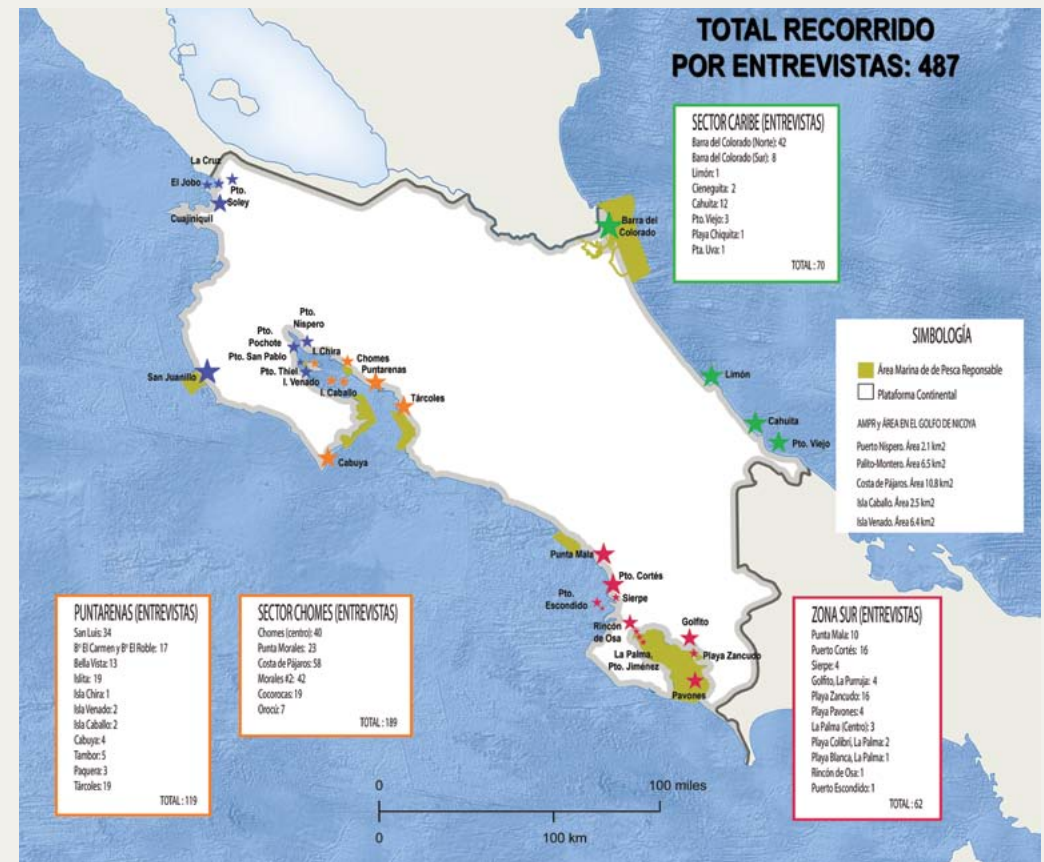 TOTAL RECORRIDO
POR ENTREVISTAS: 487
SECTOR CARIBE (ENTREVISTAS)
Barra del Colorado (Norte): 42
Barra del Colorado (Sur): 8
Limón: 1
Cieneguita: 2
Cahuita: 12
Pto. Viejo: 3
Playa Chiquita: 1
Pta. Uva: 1
TOTAL : 70
La Cruz
El Jobo
Pto.
Soley
Cuajiniquil
Barra del
Colorado
Pto.
Nispero
Pto.
Pochote
I. Chira
Pto. San Pablo
Chomes
Puntarenas
San Juanillo
Pto. Thiel
I. Venado
I. Caballo
Tárcoles
Cabuya
Limón
Cahuita
Pto. Viejo
SIMBOLOGÍA
Área Marina de de Pesca Reponsable
Plataforma Continental
AMPR y ÁREA EN EL GOLFO DE NICOYA
Puerto Níspero. Área 2.1 km2
Palito-Montero. Área 6.5 km2
Costa de Pájaros. Área 10.8 km2
Isla Caballo. Área 2.5 km2
Isla Venado. Área 6.4 km2
Punta Mala
Pto. Cortés
Sierpe
Pto.
Escondido
Rincón
de Osa
Golfito
La Palma,
Pto. Jiménez
Playa Zancudo
Pavones
PUNTARENAS (ENTREVISTAS)
San Luis: 34
Bº El Carmen y Bº El Roble: 17
Bella Vista: 13
Islita: 19
Isla Chira: 1
Isla Venado: 2
Isla Caballo: 2
Cabuya: 4
Tambor: 5
Paquera: 3
Tárcoles: 19
TOTAL : 119
SECTOR CHOMES (ENTREVISTAS)
Chomes (centro): 40
Punta Morales: 23
Costa de Pájaros: 58
Morales #2: 42
Cocorocas: 19
Orocú: 7
TOTAL : 189
ZONA SUR (ENTREVISTAS)
Punta Mala: 10
Puerto Cortés: 16
Sierpe: 4
Golfito, La Purruja: 4
Playa Zancudo: 16
Playa Pavones: 4
La Palma (Centro): 3
Playa Colibrí, La Palma: 2
Playa Blanca, La Palma: 1
Rincón de Osa: 1
Puerto Escondido: 1
TOTAL : 62
0
100 miles
0
100 km